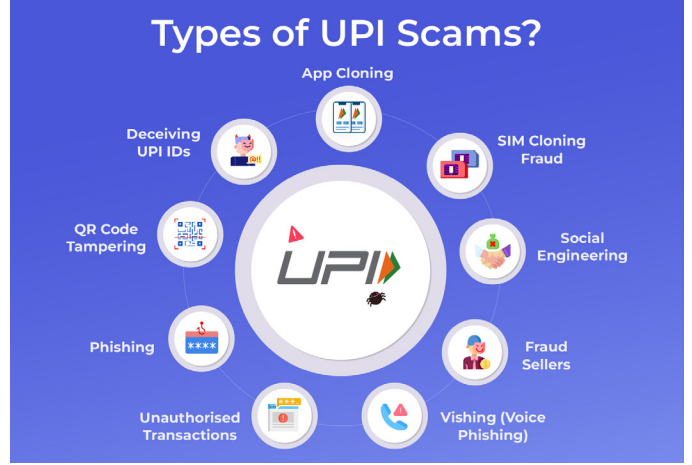 Types of UPI Scams?
App Cloning
SIM Cloning
Fraud
Social
Engineering
Fraud
Sellers
Vishing (Voice
Phishing)
Unauthorised
Transactions
Phishing
QR Code
Tampering
Deceiving
UPI IDs
UPI
****